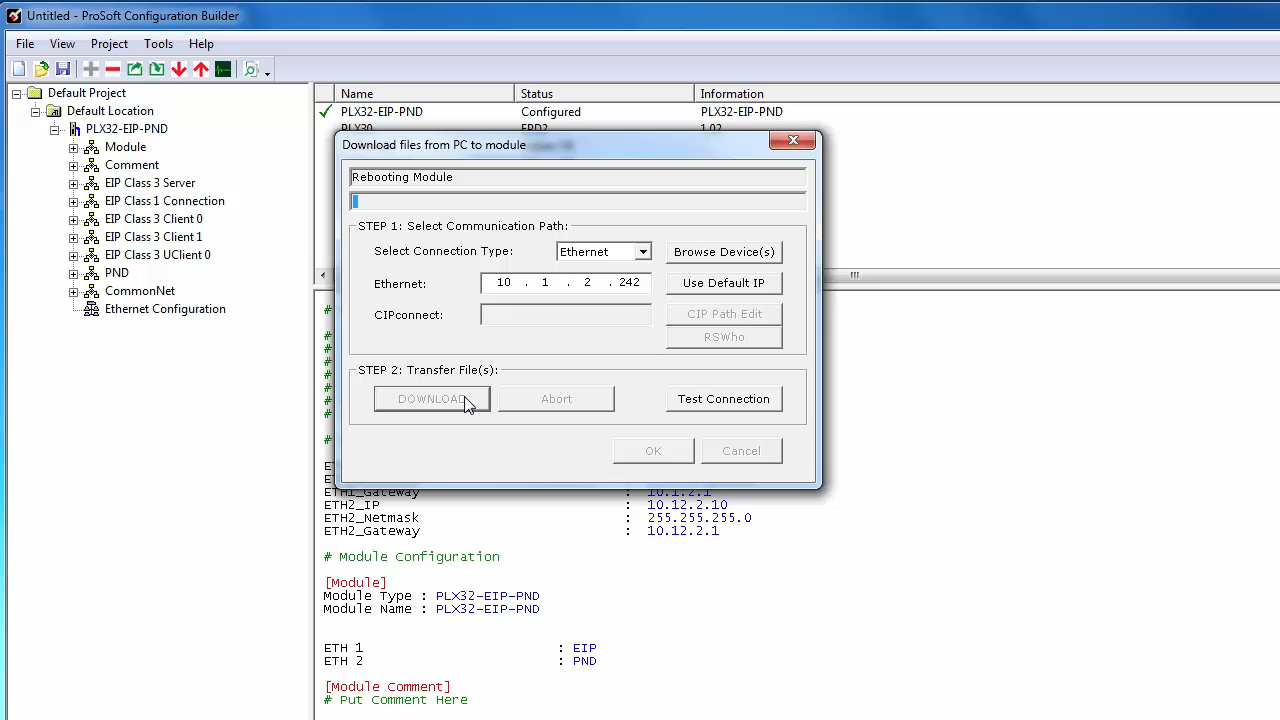 Untitled - ProSoft Configuration Builder
File View Project Tools Help
Default Project
Default Location
PLX32-EIP-PND
Module
Comment
EIP Class 3 Server
EIP Class 1 Connection
EIP Class 3 Client 0
EIP Class 3 Client 1
EIP Class 3 UClient 0
PND
CommonNet
Ethernet Configuration
Name Status Information
PLX32-EIP-PND Configured PLX32-EIP-PND
Download files from PC to module
Rebooting Module
STEP 1: Select Communication Path:
Select Connection Type: Ethernet Browse Device(s)
Ethernet: 10 . 1 . 2 . 242 Use Default IP
CIPconnect: CIP Path Edit
RSWho
STEP 2: Transfer File(s):
DOWNLOAD Abort Test Connection
OK Cancel
#
#
#
#
#
#
#
#
ETH1_Gateway : 10.1.2.1
ETH2_IP : 10.12.2.10
ETH2_Netmask : 255.255.255.0
ETH2_Gateway : 10.12.2.1
# Module Configuration
[Module]
Module Type : PLX32-EIP-PND
Module Name : PLX32-EIP-PND
ETH 1 : EIP
ETH 2 : PND
[Module Comment]
# Put Comment Here